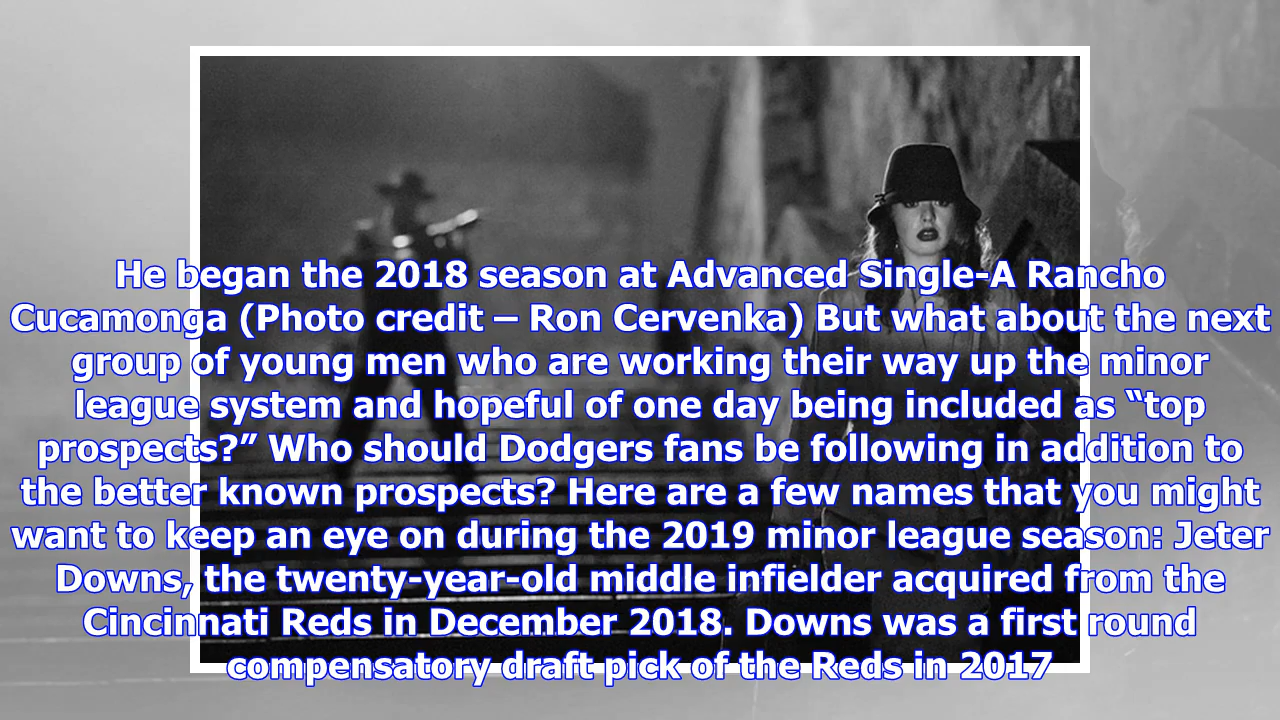 He began the 2018 season at Advanced Single-A Rancho
Cucamonga (Photo credit – Ron Cervenka) But what about the next
group of young men who are working their way up the minor
league system and hopeful of one day being included as “top
prospects?” Who should Dodgers fans be following in addition to
the better known prospects? Here are a few names that you might
want to keep an eye on during the 2019 minor league season: Jeter
Downs, the twenty-year-old middle infielder acquired from the
Cincinnati Reds in December 2018. Downs was a first round
compensatory draft pick of the Reds in 2017